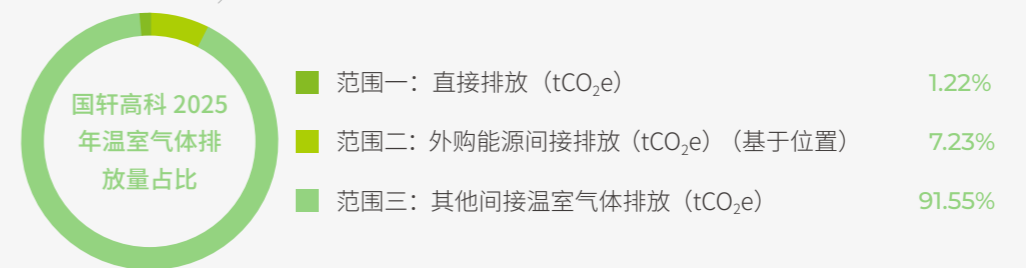 国轩高科 2025
年温室气体排
放量占比
范围一：直接排放（tCO₂e） 1.22%
范围二：外购能源间接排放（tCO₂e）（基于位置） 7.23%
范围三：其他间接温室气体排放（tCO₂e） 91.55%